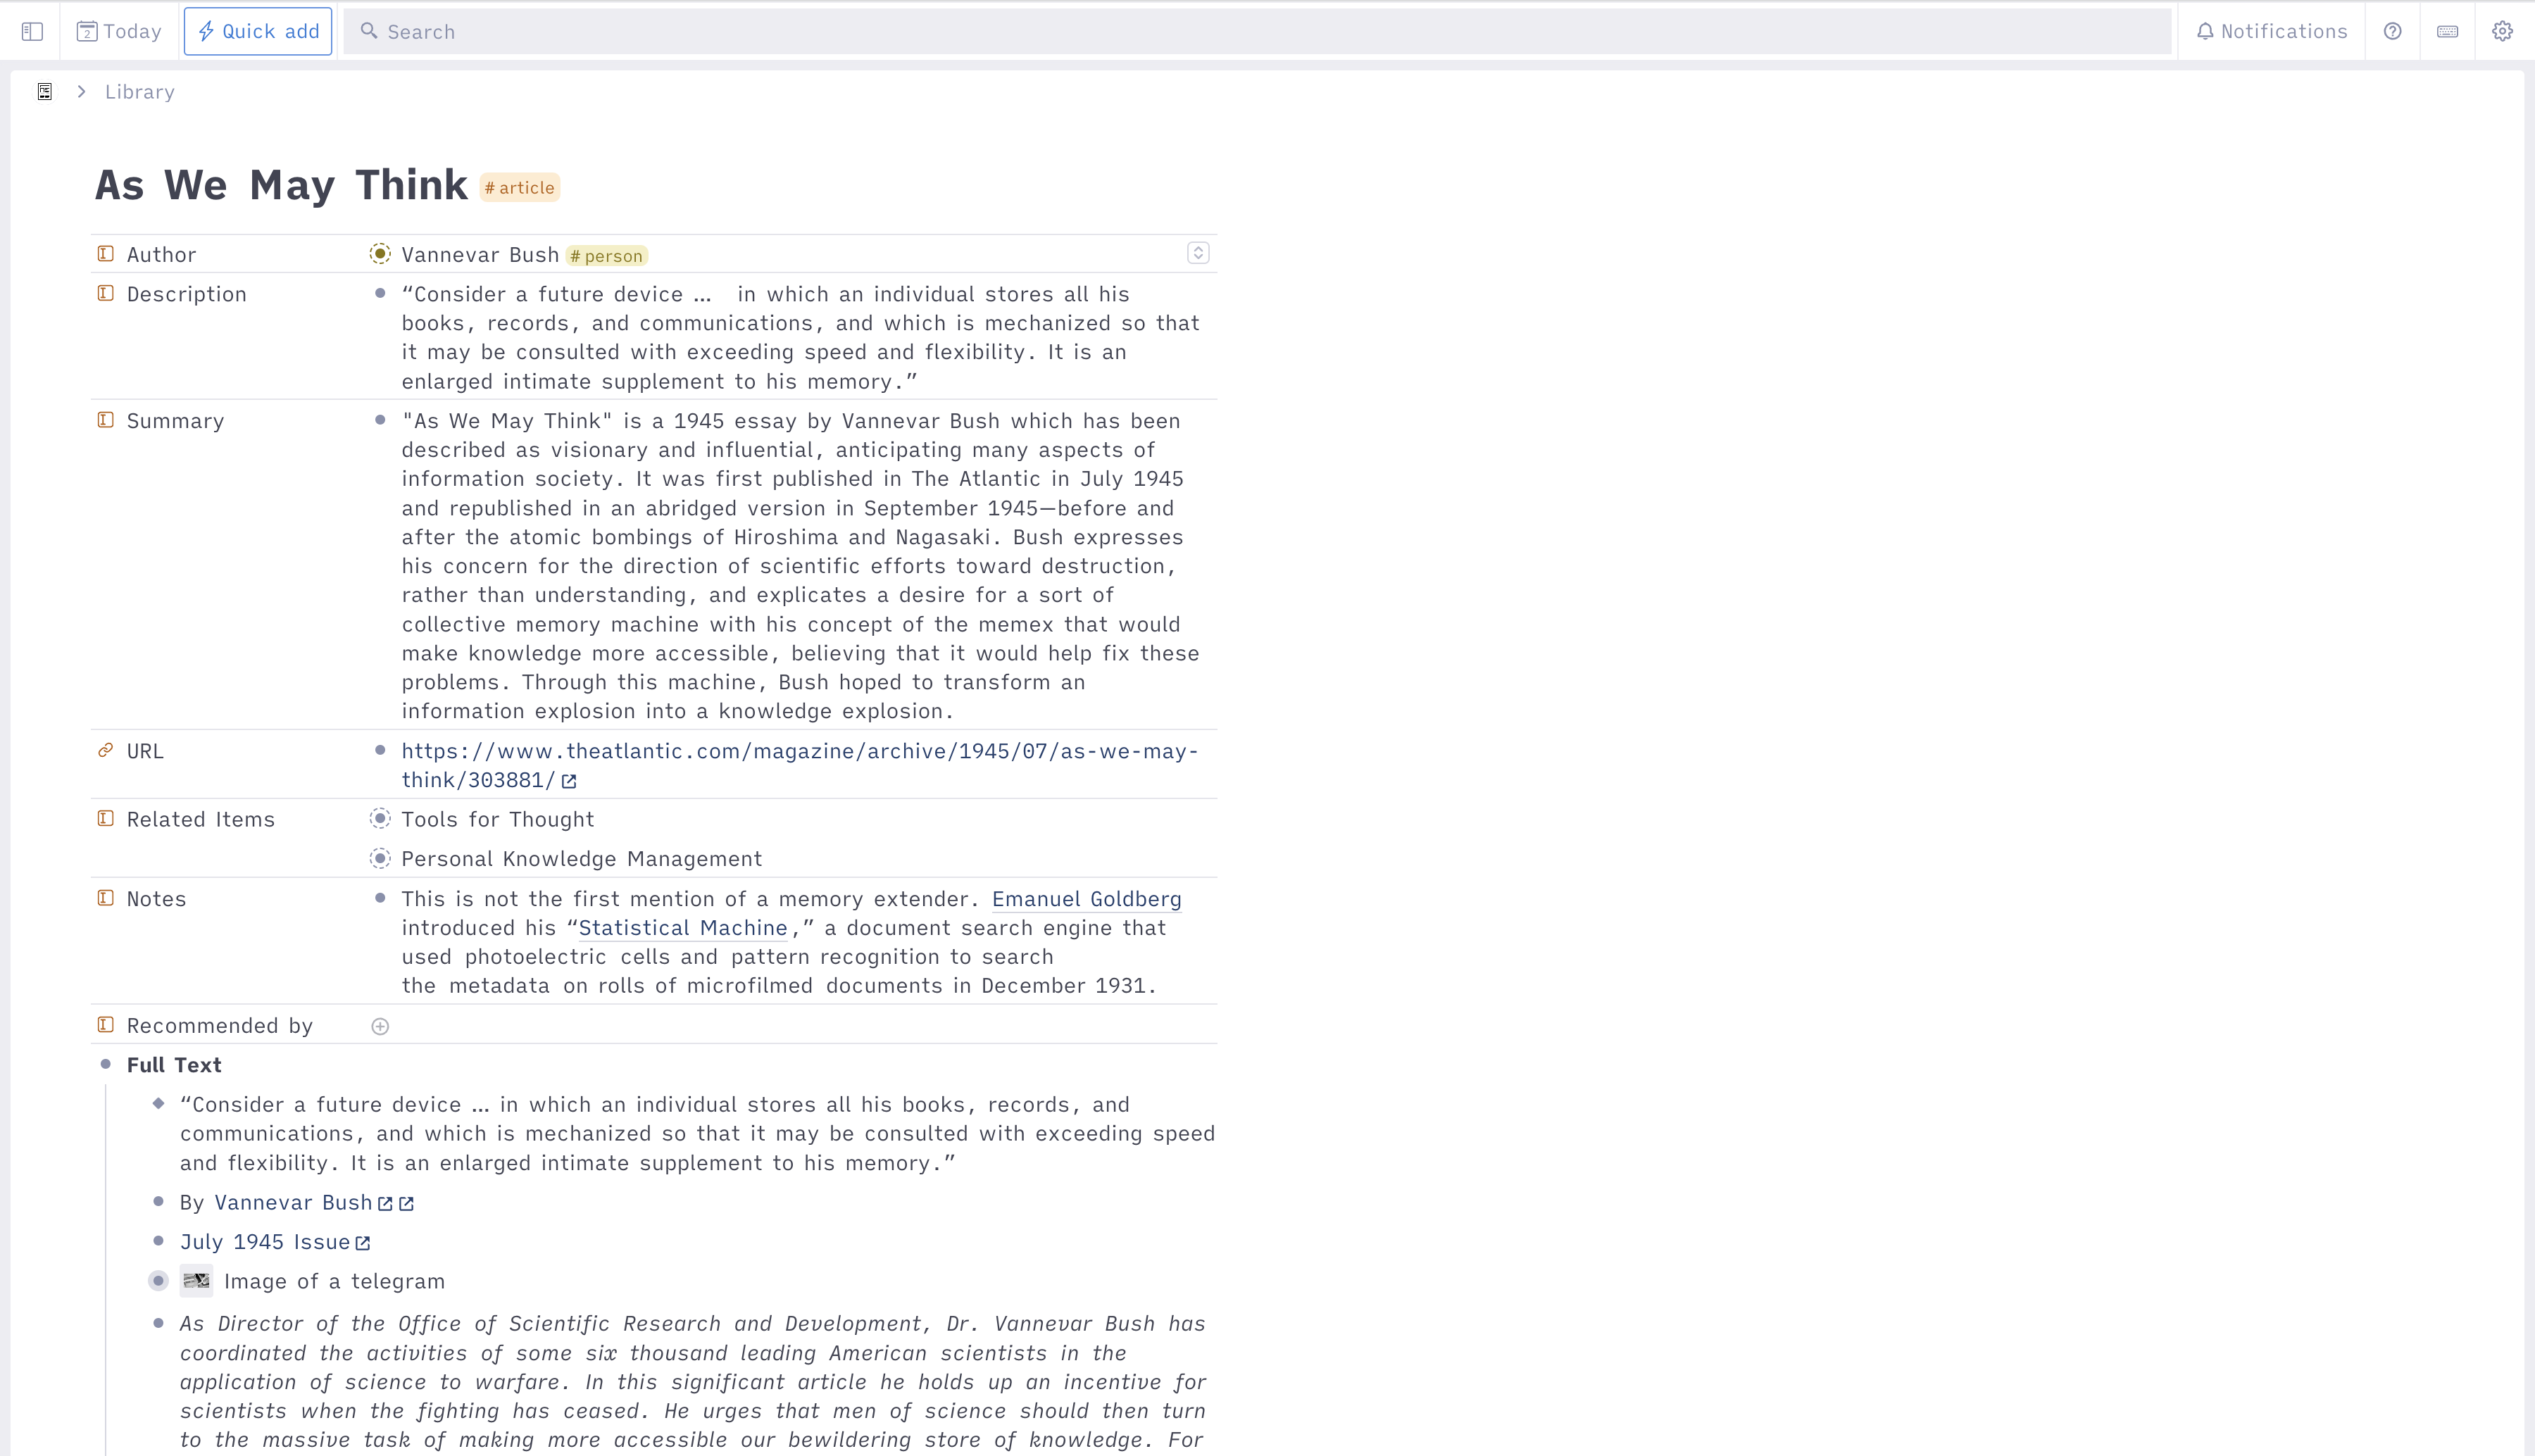 2 Today Quick add Search Notifications
Library
As We May Think # article
Author Vannevar Bush # person
Description “Consider a future device … in which an individual stores all his
books, records, and communications, and which is mechanized so that
it may be consulted with exceeding speed and flexibility. It is an
enlarged intimate supplement to his memory.”
Summary "As We May Think" is a 1945 essay by Vannevar Bush which has been
described as visionary and influential, anticipating many aspects of
information society. It was first published in The Atlantic in July 1945
and republished in an abridged version in September 1945—before and
after the atomic bombings of Hiroshima and Nagasaki. Bush expresses
his concern for the direction of scientific efforts toward destruction,
rather than understanding, and explicates a desire for a sort of
collective memory machine with his concept of the memex that would
make knowledge more accessible, believing that it would help fix these
problems. Through this machine, Bush hoped to transform an
information explosion into a knowledge explosion.
URL https://www.theatlantic.com/magazine/archive/1945/07/as-we-may-
think/303881/
Related Items Tools for Thought
Personal Knowledge Management
Notes This is not the first mention of a memory extender. Emanuel Goldberg
introduced his “Statistical Machine,” a document search engine that
used photoelectric cells and pattern recognition to search
the metadata on rolls of microfilmed documents in December 1931.
Recommended by
Full Text
“Consider a future device … in which an individual stores all his books, records, and
communications, and which is mechanized so that it may be consulted with exceeding speed
and flexibility. It is an enlarged intimate supplement to his memory.”
By Vannevar Bush
July 1945 Issue
Image of a telegram
As Director of the Office of Scientific Research and Development, Dr. Vannevar Bush has
coordinated the activities of some six thousand leading American scientists in the
application of science to warfare. In this significant article he holds up an incentive for
scientists when the fighting has ceased. He urges that men of science should then turn
to the massive task of making more accessible our bewildering store of knowledge. For